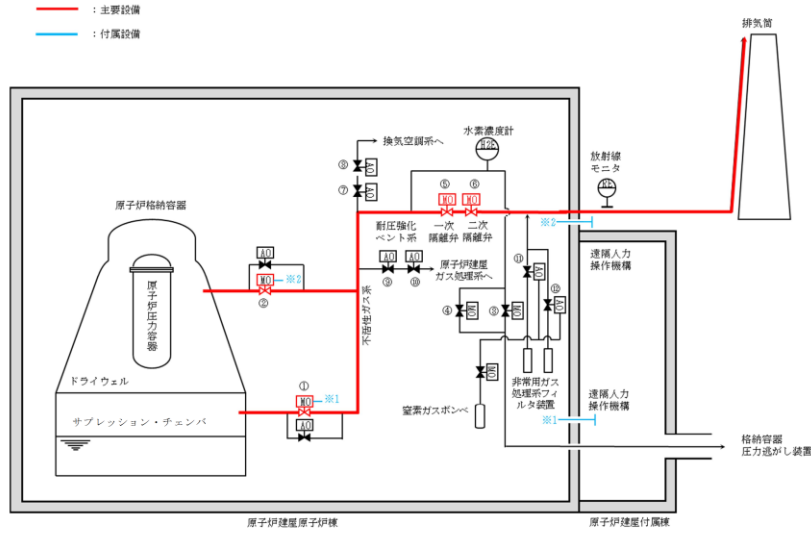 ：主要設備
：付属設備
排気筒
水素濃度計
H2E
換気空調系へ
放射線
モニタ
RE
⑧
AO
⑦
AO
⑤
⑥
MO
MO
原子炉格納容器
耐圧強化
ベント系
一次
隔離弁
二次
隔離弁
※2
遠隔人力
操作機構
AO
AO
AO
原子炉建屋
ガス処理系へ
⑨
⑩
⑪
AO
⑫
AO
MO
※2
②
原子炉圧力容器
不活性ガス系
④
MO
③
MO
ドライウェル
①
MO
※1
AO
MO
窒素ガスボンベ
非常用ガス
処理系フィ
ルタ装置
遠隔人力
操作機構
※1
サプレッション・チェンバ
格納容器
圧力逃がし装置
原子炉建屋原子炉棟
原子炉建屋付属棟